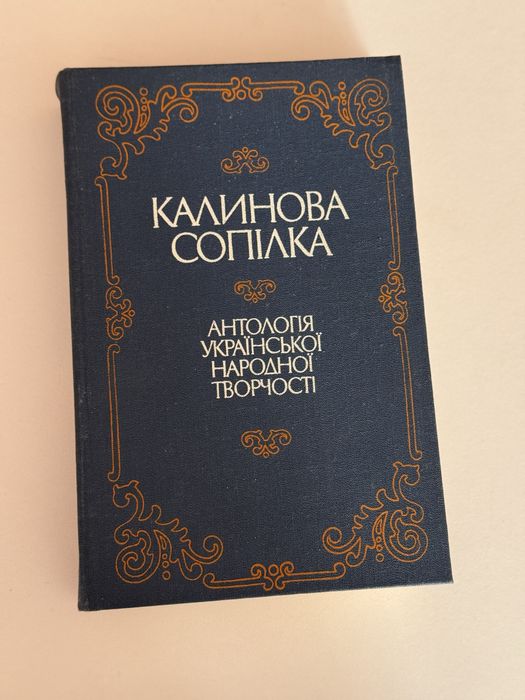 КАЛИНОВА
СОПІЛКА
АНТОЛОГІЯ
УКРАЇНСЬКОЇ
НАРОДНОЇ
ТВОРЧОСТІ